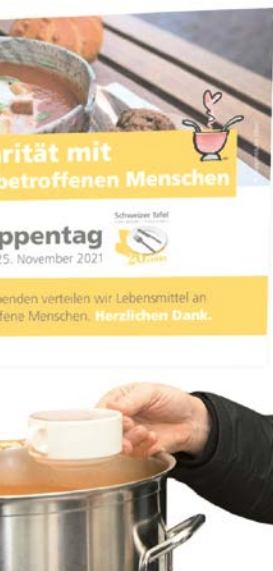 rität mit
betroffenen Menschen
ppentag
25. November 2021
Schweizer Tafel
20 Jahre
enden verteilen wir Lebensmittel an
ffene Menschen. Herzlichen Dank.